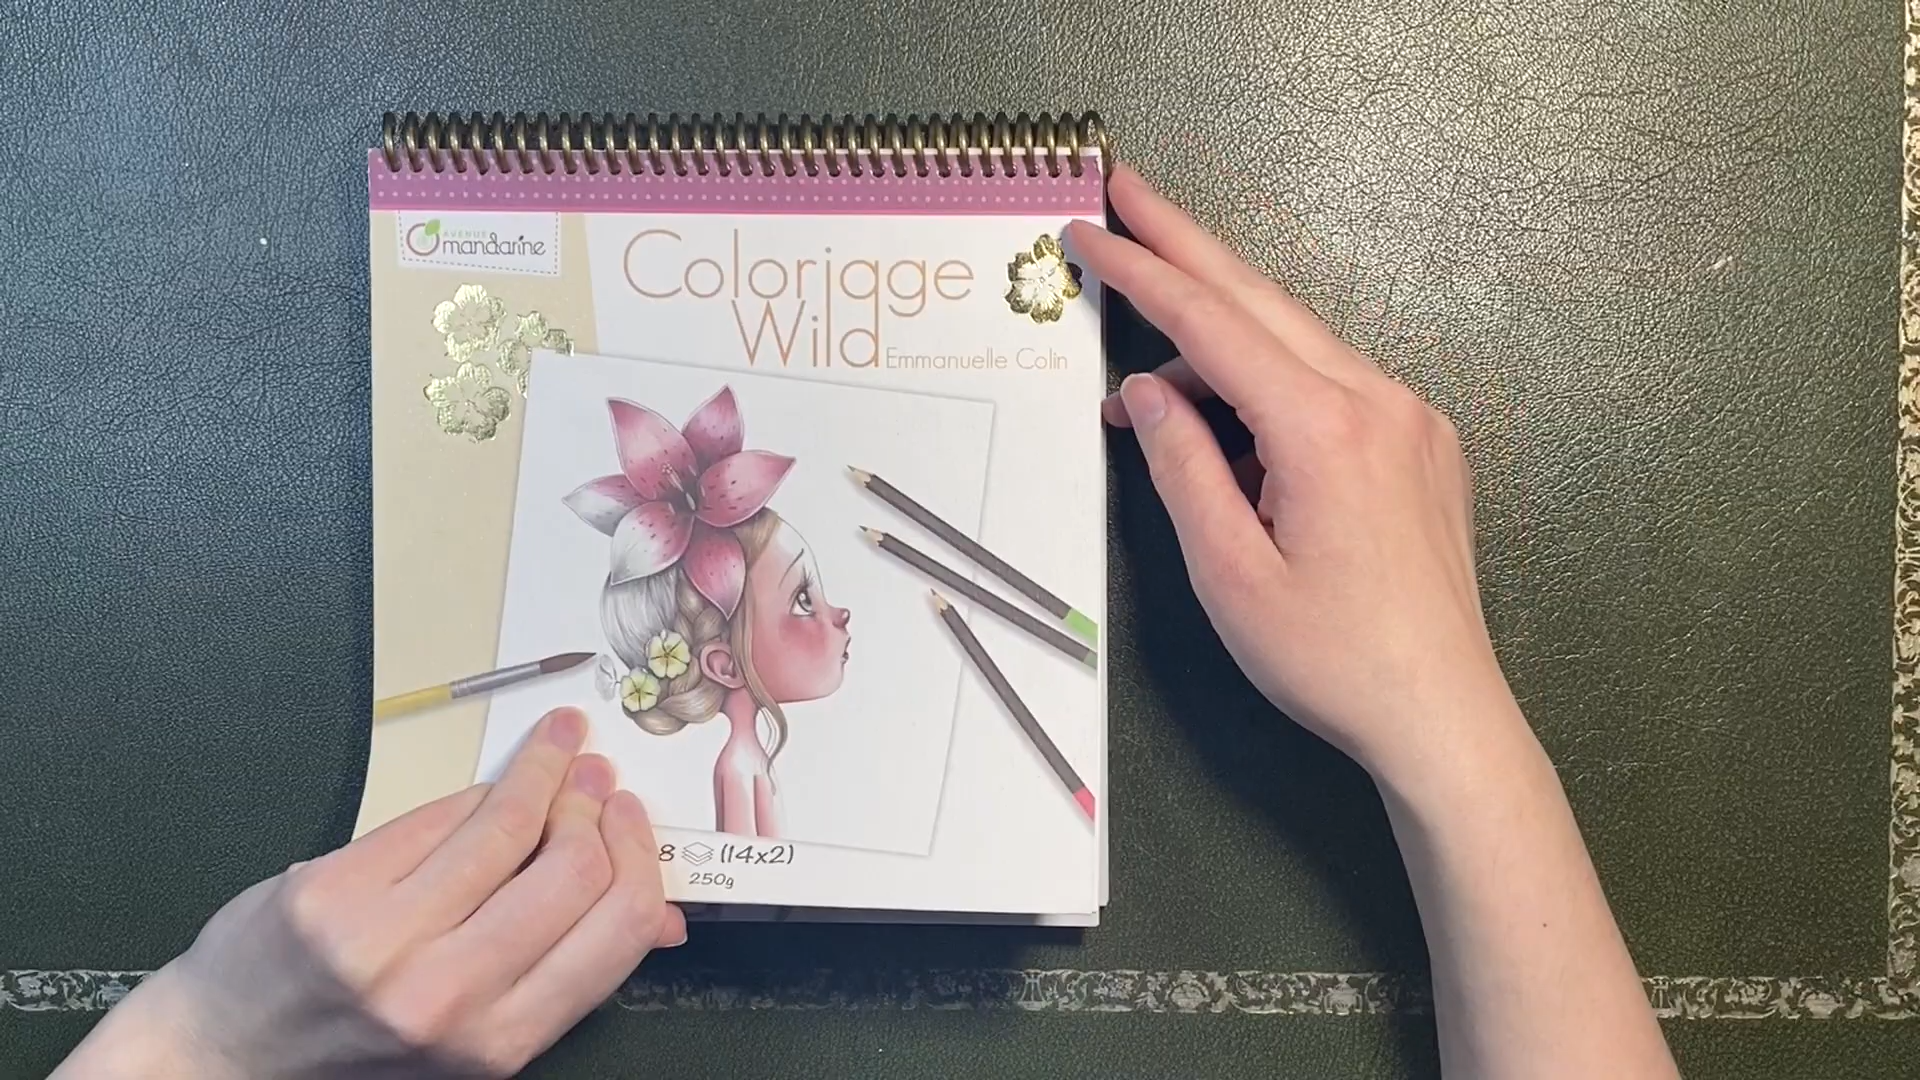 AVENUE
mandarine
Coloriage
Wild
Emmanuelle Colin
8 (14x2)
250g